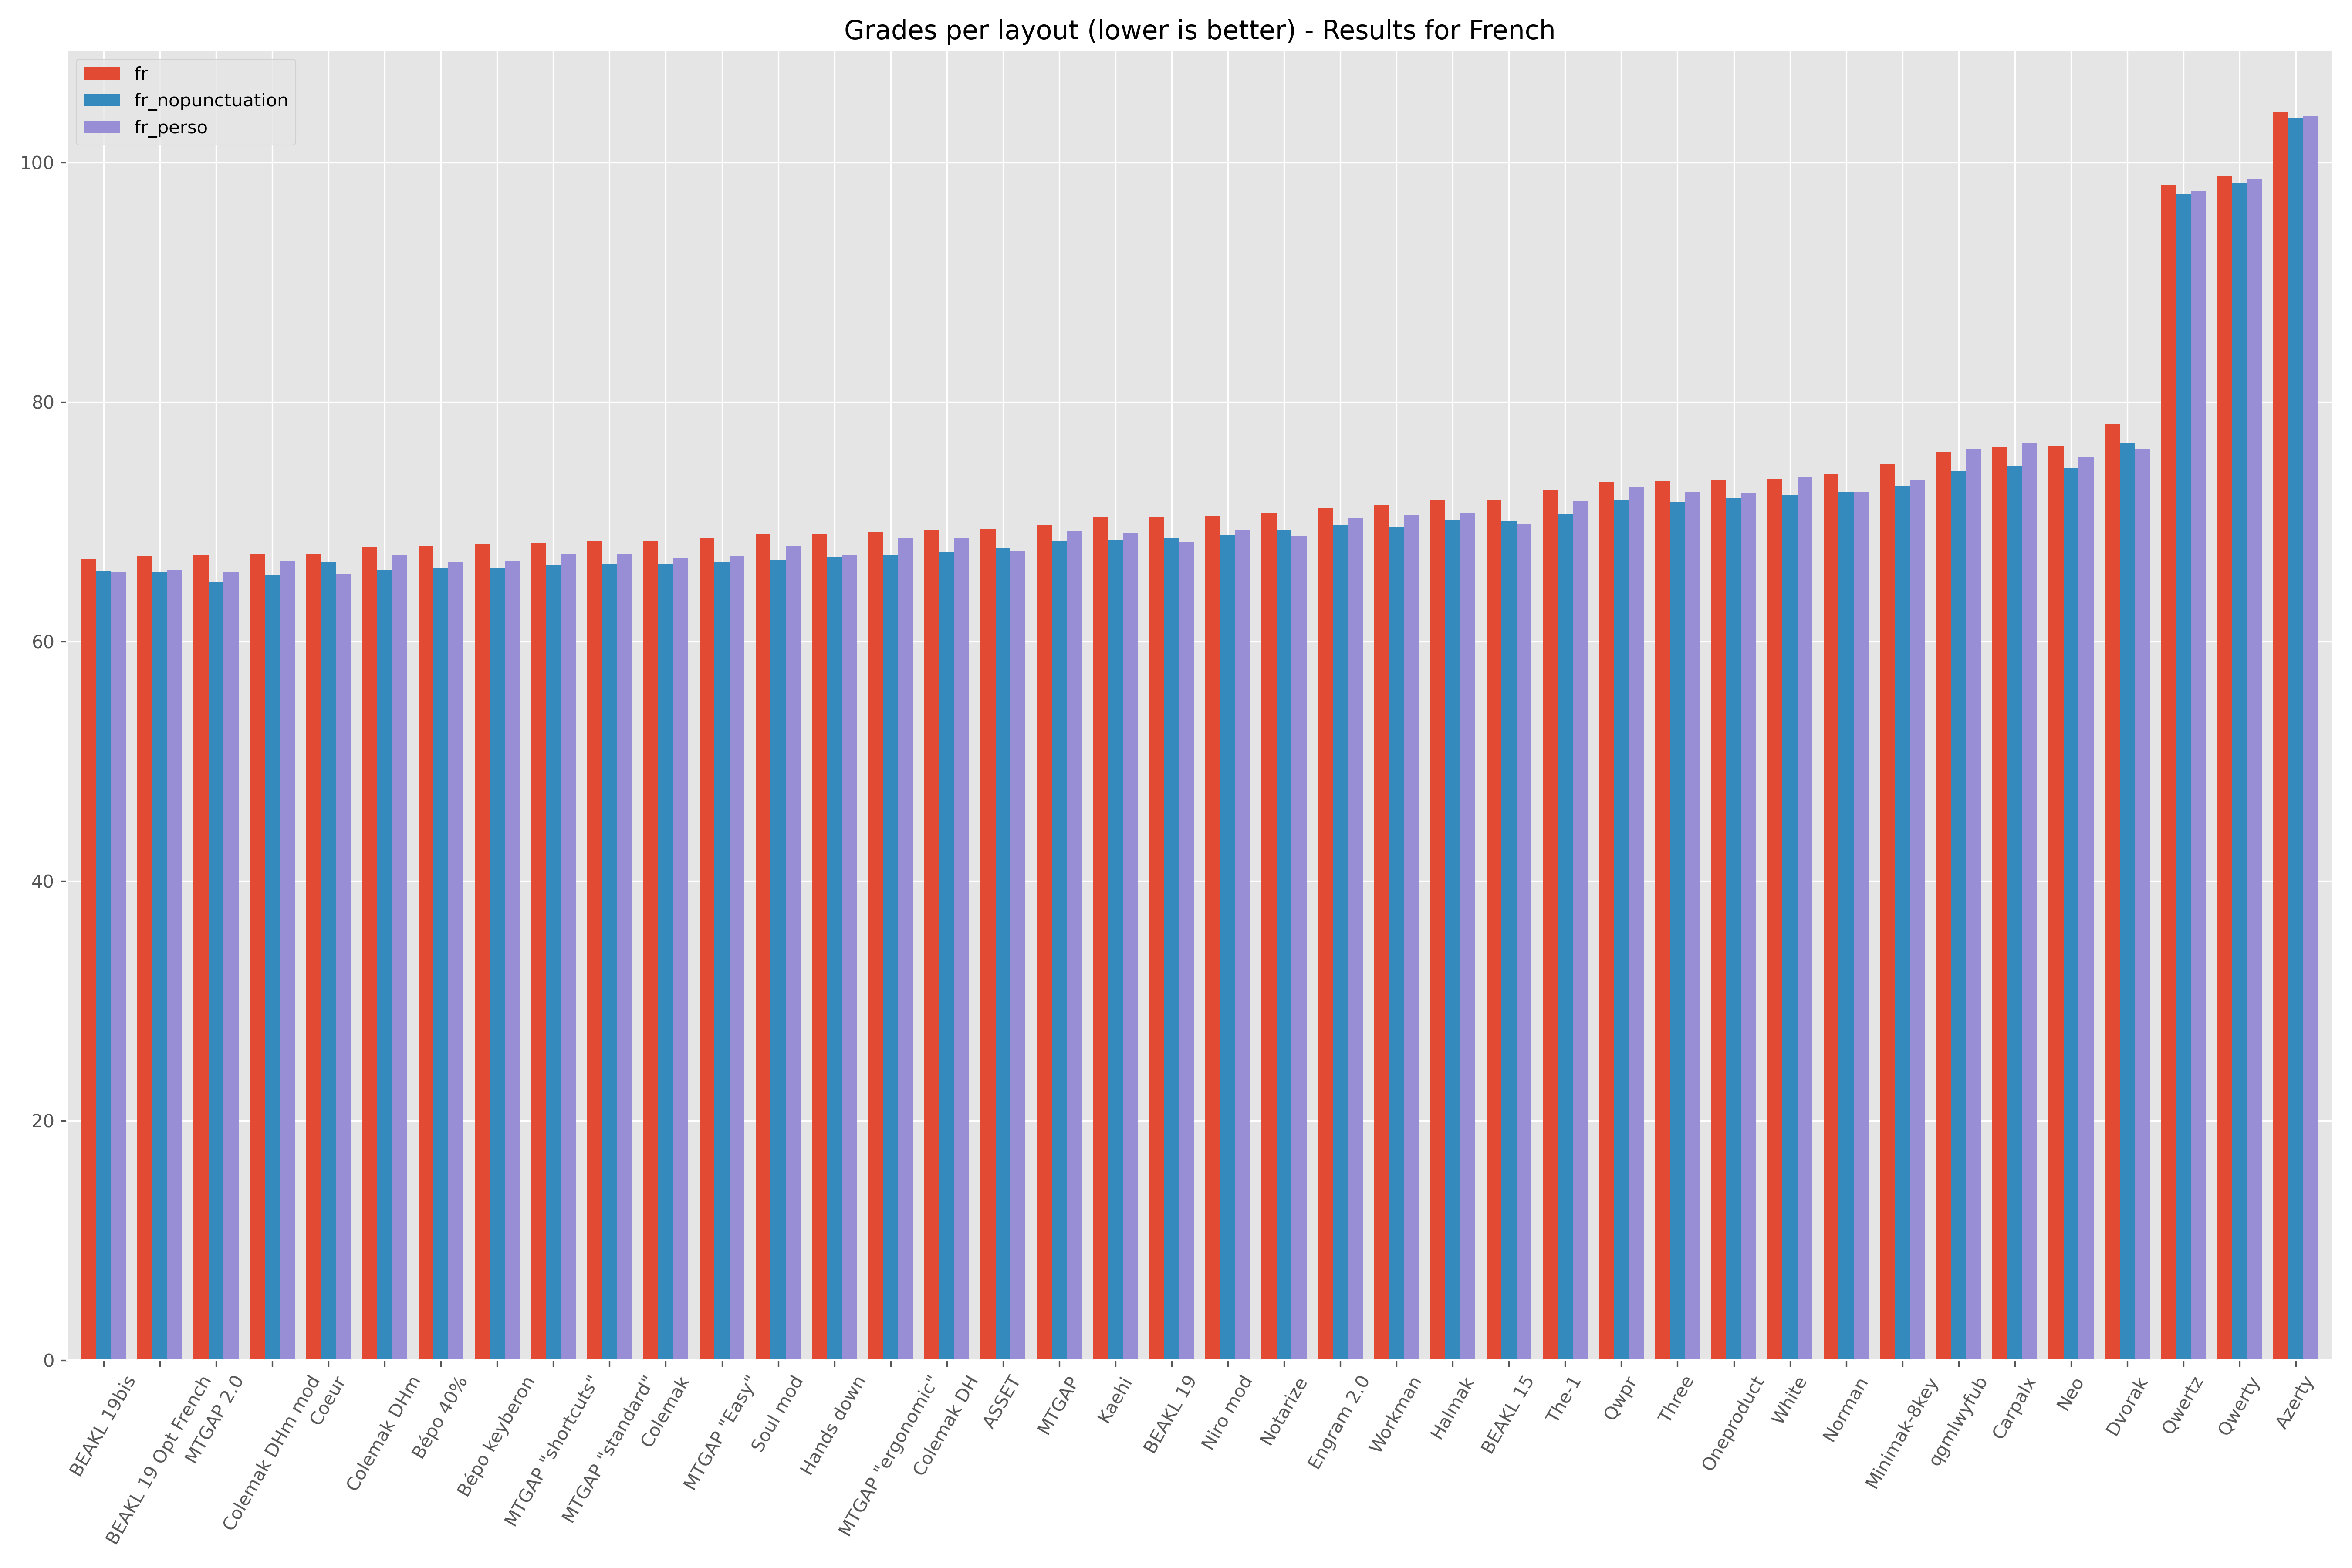 Grades per layout (lower is better) - Results for French
fr
fr_nopunctuation
fr_perso
100
80
60
40
20
0
BEAKL 19bis
BEAKL 19 Opt French
MTGAP 2.0
Colemak DHm mod
Coeur
Colemak DHm
Bépo 40%
Bépo keyberon
MTGAP "shortcuts"
MTGAP "standard"
Colemak
MTGAP "Easy"
Soul mod
Hands down
MTGAP "ergonomic"
Colemak DH
ASSET
MTGAP
Kaehi
BEAKL 19
Niro mod
Notarize
Engram 2.0
Workman
Halmak
BEAKL 15
The-1
Qwpr
Three
Oneproduct
White
Norman
Minimak-8key
qgmlwyfub
Carpalx
Neo
Dvorak
Qwertz
Qwerty
Azerty